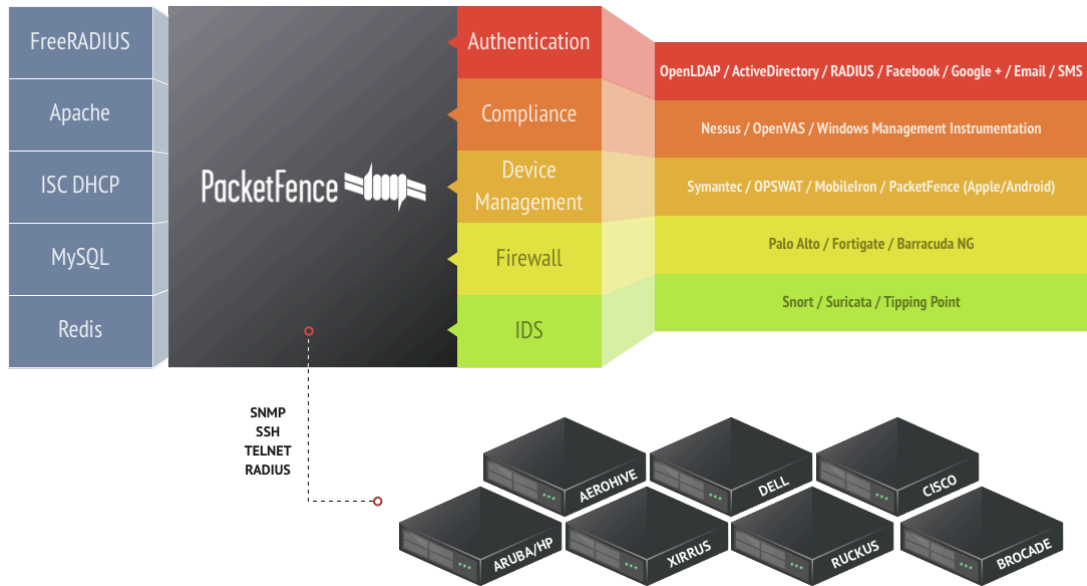 FreeRADIUS
Apache
ISC DHCP
MySQL
Redis
PacketFence
Authentication
Compliance
Device
Management
Firewall
IDS
OpenLDAP / ActiveDirectory / RADIUS / Facebook / Google + / Email / SMS
Nessus / OpenVAS / Windows Management Instrumentation
Symantec / OPSWAT / MobileIron / PacketFence (Apple/Android)
Palo Alto / Fortigate / Barracuda NG
Snort / Suricata / Tipping Point
SNMP
SSH
TELNET
RADIUS
AEROHIVE
DELL
CISCO
ARUBA/HP
XIRRUS
RUCKUS
BROCADE